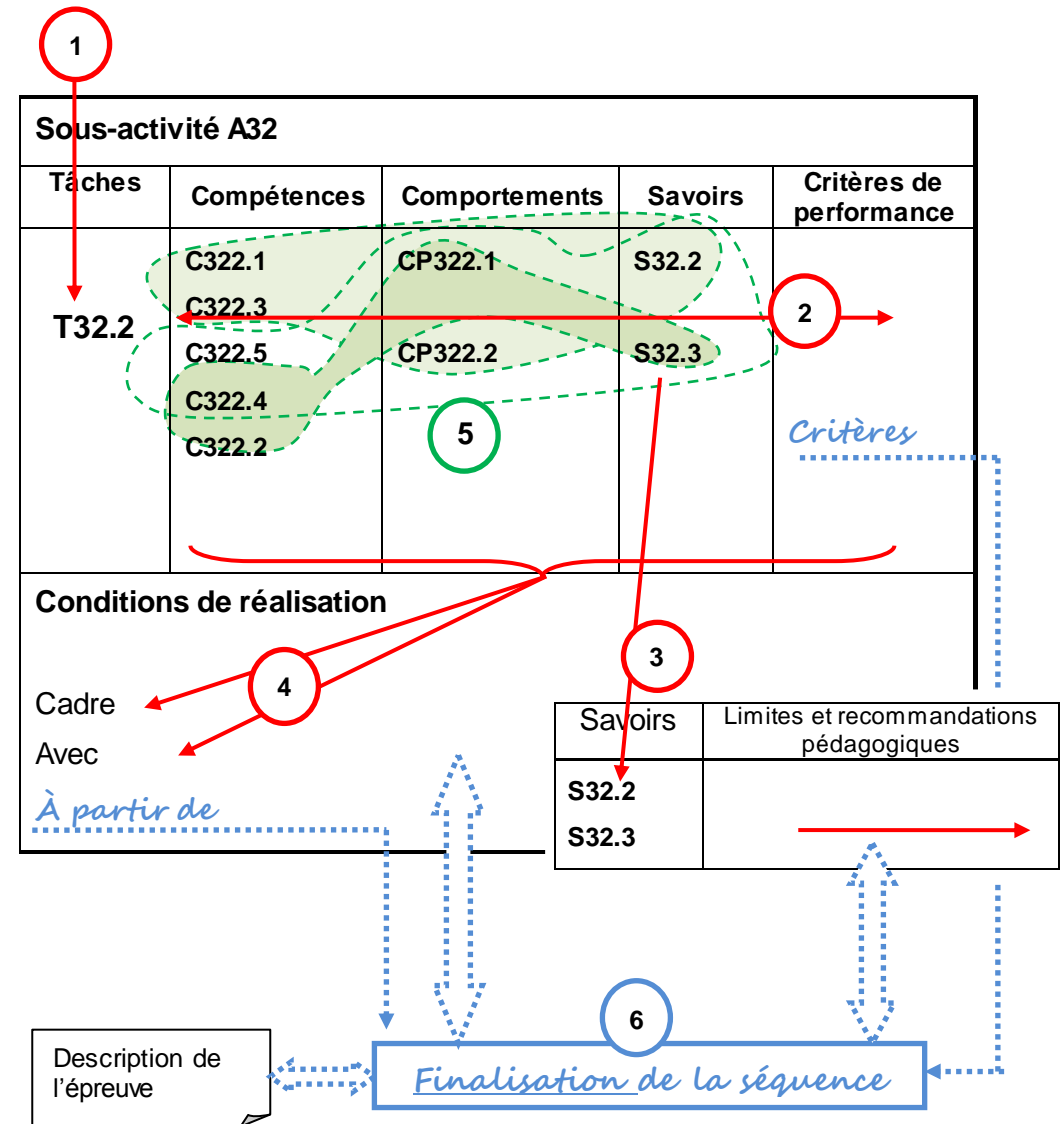 1
Sous-activité A32
Tâches
Compétences
Comportements
Savoirs
Critères de
performance
C322.1
CP322.1
S32.2
C322.3
2
T32.2
C322.5
CP322.2
S32.3
C322.4
C322.2
5
Critères
Conditions de réalisation
3
4
Cadre
Avec
À partir de
Savoirs
Limites et recommandations
pédagogiques
S32.2
S32.3
6
Description de
l'épreuve
Finalisation de la séquence